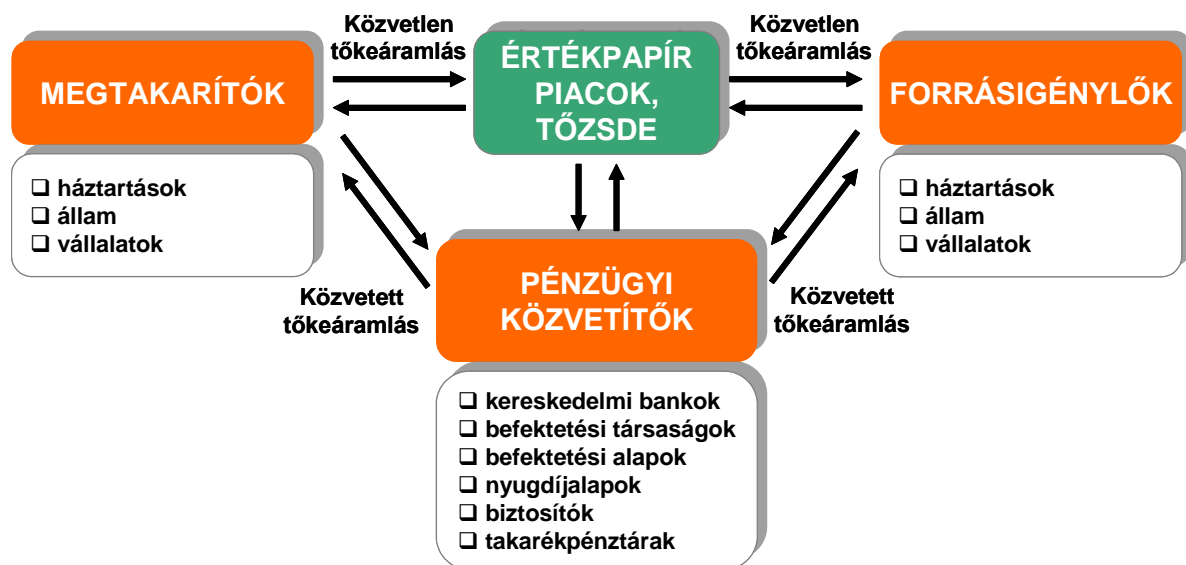 Közvetlen
tőkeáramlás
Közvetlen
tőkeáramlás
MEGTAKARÍTÓK
ÉRTÉKPAPÍR
PIACOK,
TŐZSDE
FORRÁSIGÉNYLŐK
❑ háztartások
❑ állam
❑ vállalatok
❑ háztartások
❑ állam
❑ vállalatok
Közvetett
tőkeáramlás
PÉNZÜGYI
KÖZVETÍTŐK
Közvetett
tőkeáramlás
❑ kereskedelmi bankok
❑ befektetési társaságok
❑ befektetési alapok
❑ nyugdíjalapok
❑ biztosítók
❑ takarékpénztárak